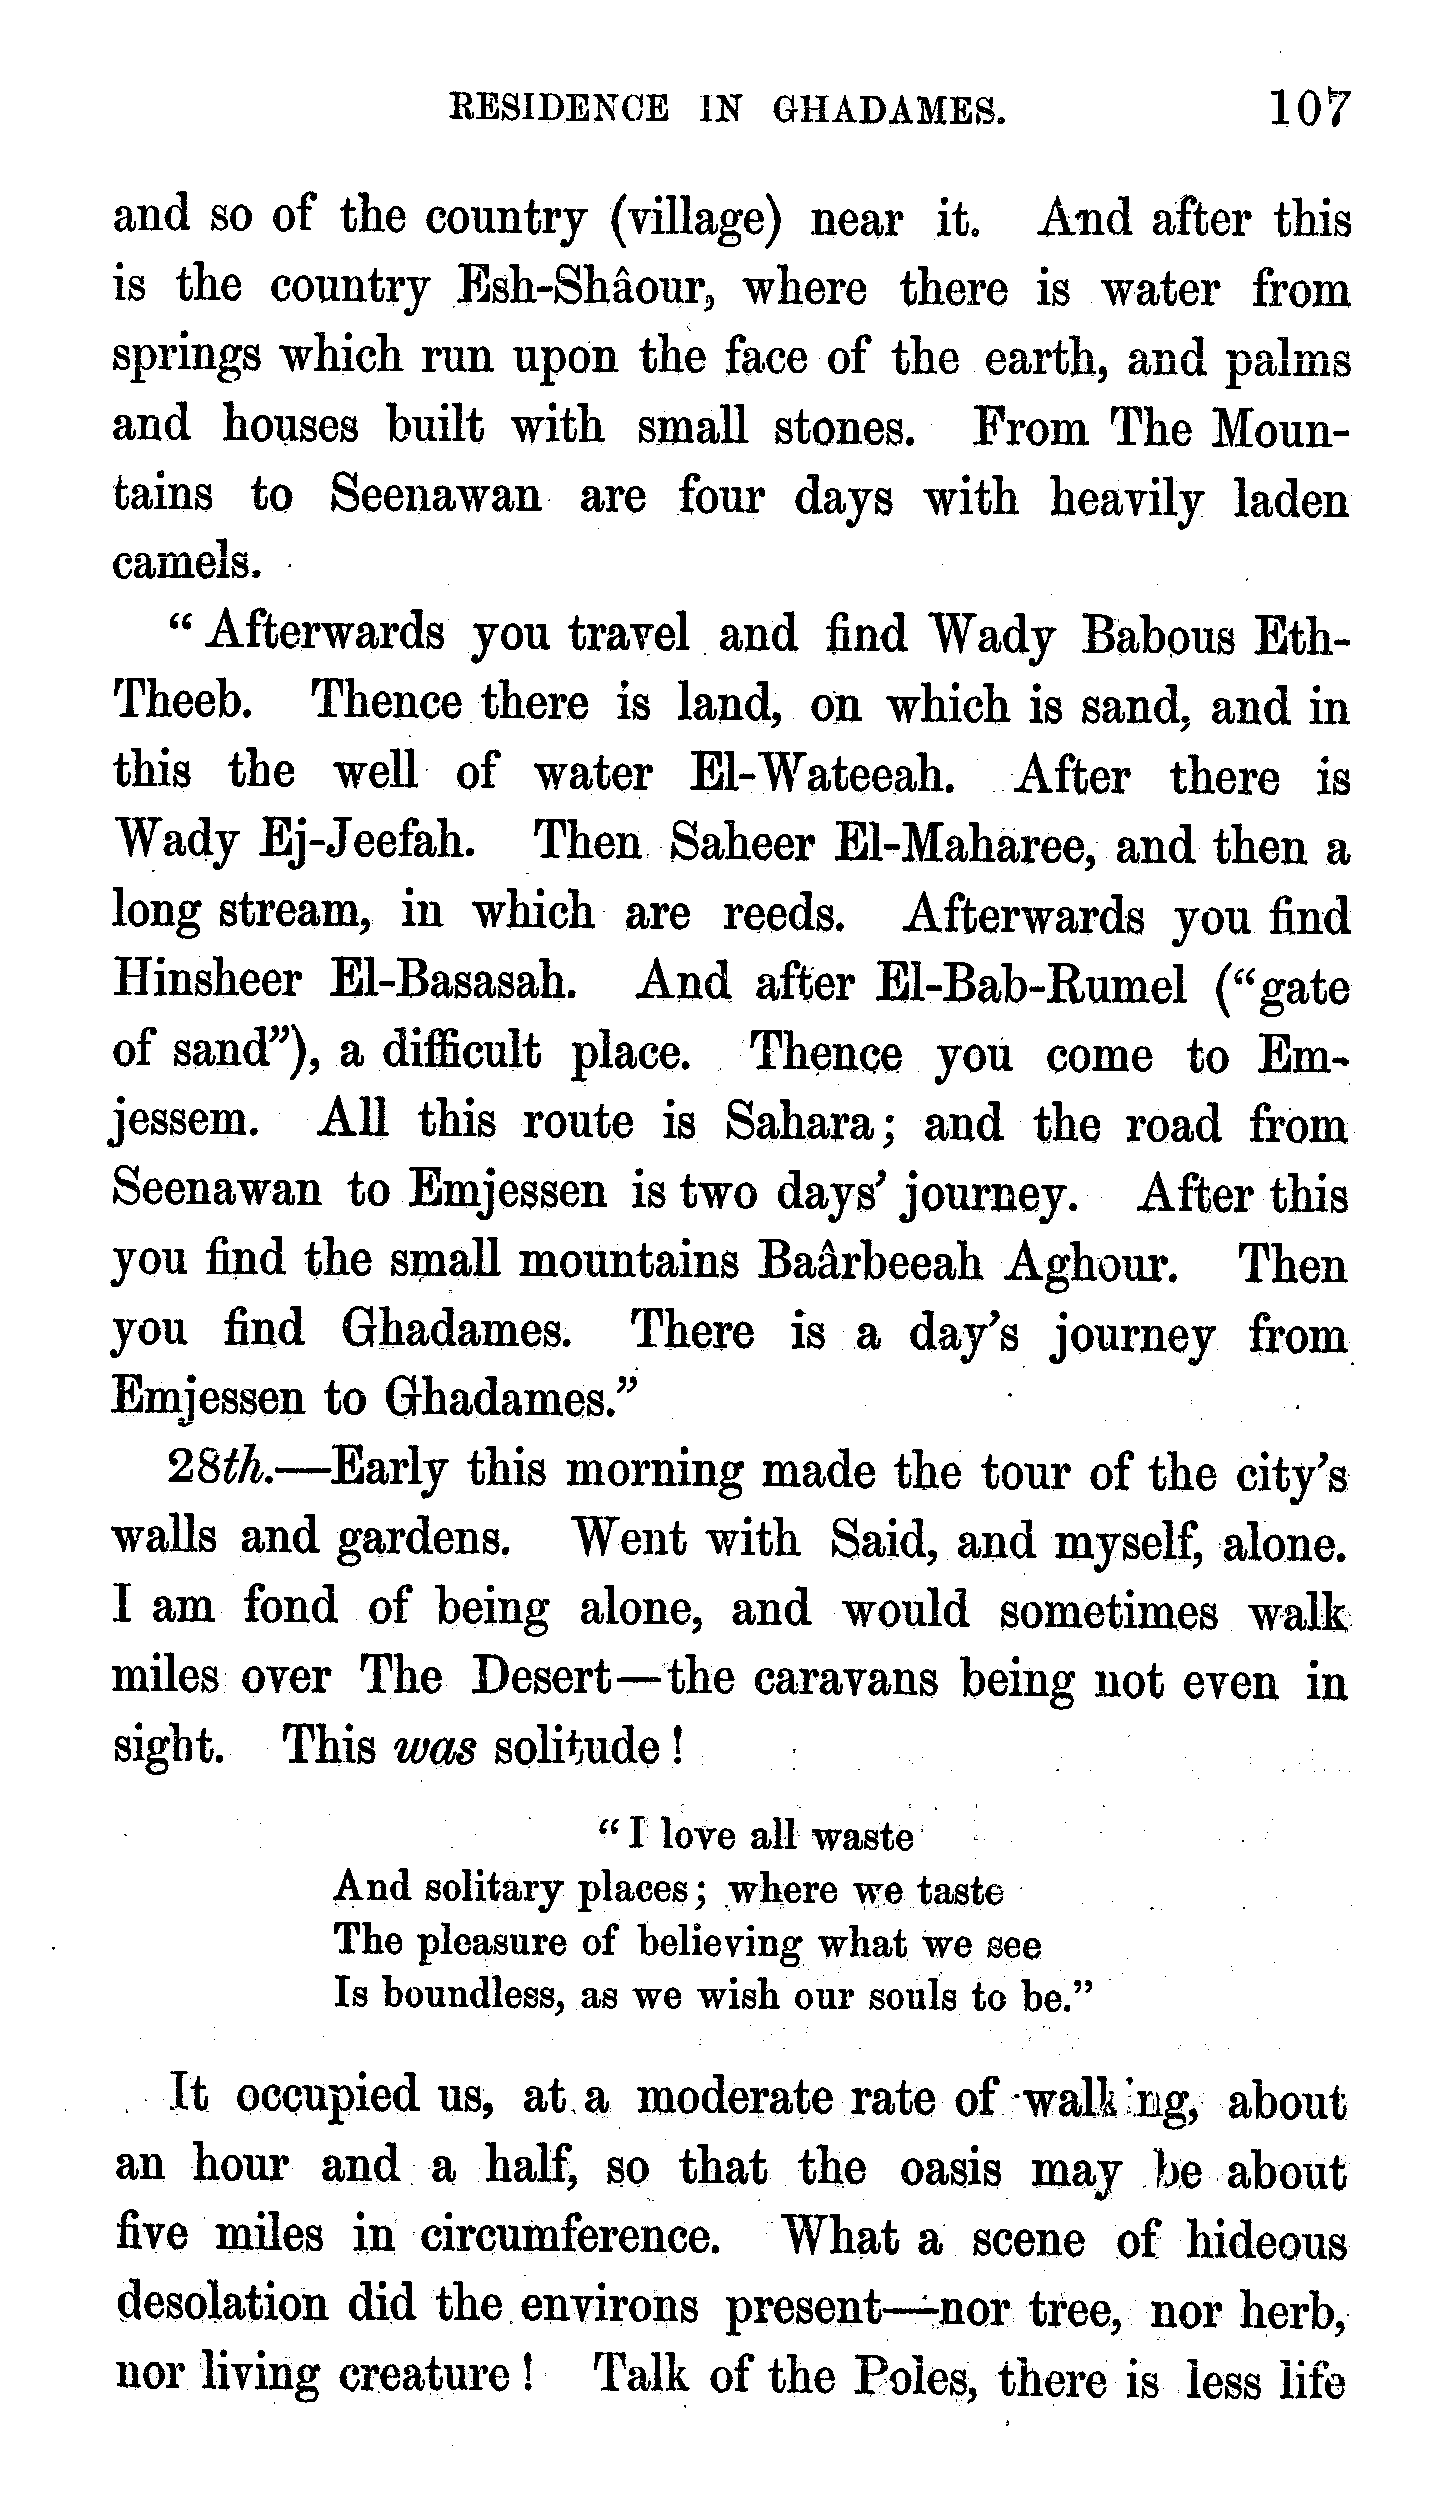 RESIDENCE IN GHADAMES. 107
and so of the country (village) near it. And after this
is the country Esh-Shâour, where there is water from
springs which run upon the face of the earth, and palms
and houses built with small stones. From The Moun-
tains to Seenawan are four days with heavily laden
camels.
“ Afterwards you travel and find Wady Babous Eth-
Theeb. Thence there is land, on which is sand, and in
this the well of water El-Wateeah. After there is
Wady Ej-Jeefah. Then Saheer El-Maharee, and then a
long stream, in which are reeds. Afterwards you find
Hinsheer El-Basasah. And after El-Bab-Rumel (“gate
of sand”), a difficult place. Thence you come to Em-
jessem. All this route is Sahara; and the road from
Seenawan to Emjessen is two days’ journey. After this
you find the small mountains Baârbeeah Aghour. Then
you find Ghadames. There is a day’s journey from
Emjessen to Ghadames.”
28th.—Early this morning made the tour of the city’s
walls and gardens. Went with Said, and myself, alone.
I am fond of being alone, and would sometimes walk
miles over The Desert—the caravans being not even in
sight. This was solitude !
“ I love all waste
And solitary places; where we taste
The pleasure of believing what we see
Is boundless, as we wish our souls to be.”
It occupied us, at a moderate rate of walking, about
an hour and a half, so that the oasis may be about
five miles in circumference. What a scene of hideous
desolation did the environs present—nor tree, nor herb,
nor living creature ! Talk of the Poles, there is less life